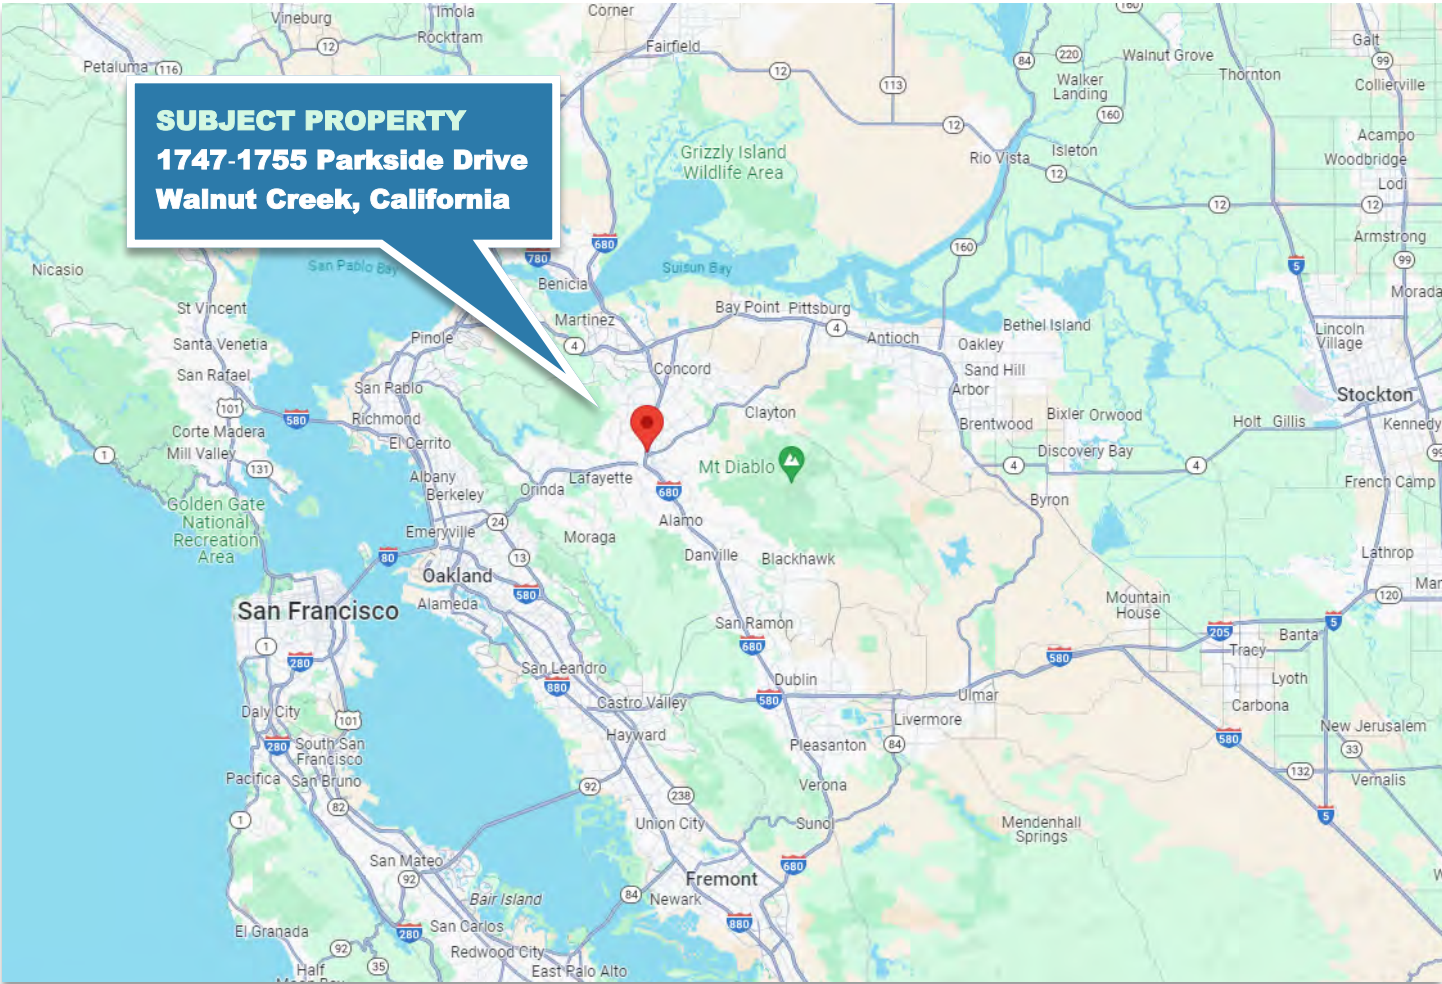 Vineburg
Imola
Corner
160
Rocktram
12
Fairfield
84
220
Walnut Grove
Galt
99
Petaluma
116
12
113
Walker
Landing
Thornton
Collierville
SUBJECT PROPERTY
1747-1755 Parkside Drive
Walnut Creek, California
160
12
Acampo
Grizzly Island
Wildlife Area
Rio Vista
Isleton
12
Woodbridge
Lodi
12
12
680
780
160
Armstrong
5
99
Nicasio
San Pablo Bay
Suisun Bay
Benicia
Morada
St Vincent
Martinez
Bay Point
Pittsburg
4
Antioch
Bethel Island
Lincoln
Village
Santa Venetia
Pinole
4
Oakley
Concord
San Rafael
San Pablo
Sand Hill
Arbor
Stockton
101
580
Richmond
Clayton
Brentwood
Bixler
Orwood
Holt
Gillis
Kennedy
Corte Madera
El Cerrito
1
Mill Valley
131
Discovery Bay
99
Mt Diablo
4
4
Albany
Berkeley
Orinda
Lafayette
680
French Camp
Golden Gate
National
Recreation
Area
Byron
24
Alamo
Emeryville
Moraga
80
13
Danville
Blackhawk
Lathrop
Oakland
580
120
Mar
San Francisco
Alameda
Mountain
House
San Ramon
205
5
Banta
1
280
680
580
Tracy
San Leandro
880
Dublin
Lyoth
580
Ulmar
Castro Valley
Carbona
Daly City
101
Livermore
New Jerusalem
280
South San
Francisco
Hayward
Pleasanton
84
580
33
132
Pacifica
San Bruno
92
Verona
Vernalis
82
238
1
Union City
Sunol
Mendenhall
Springs
5
San Mateo
680
92
Fremont
W
Bair Island
84
Newark
El Granada
280
San Carlos
880
92
Redwood City
35
Half
Moon Bay
East Palo Alto